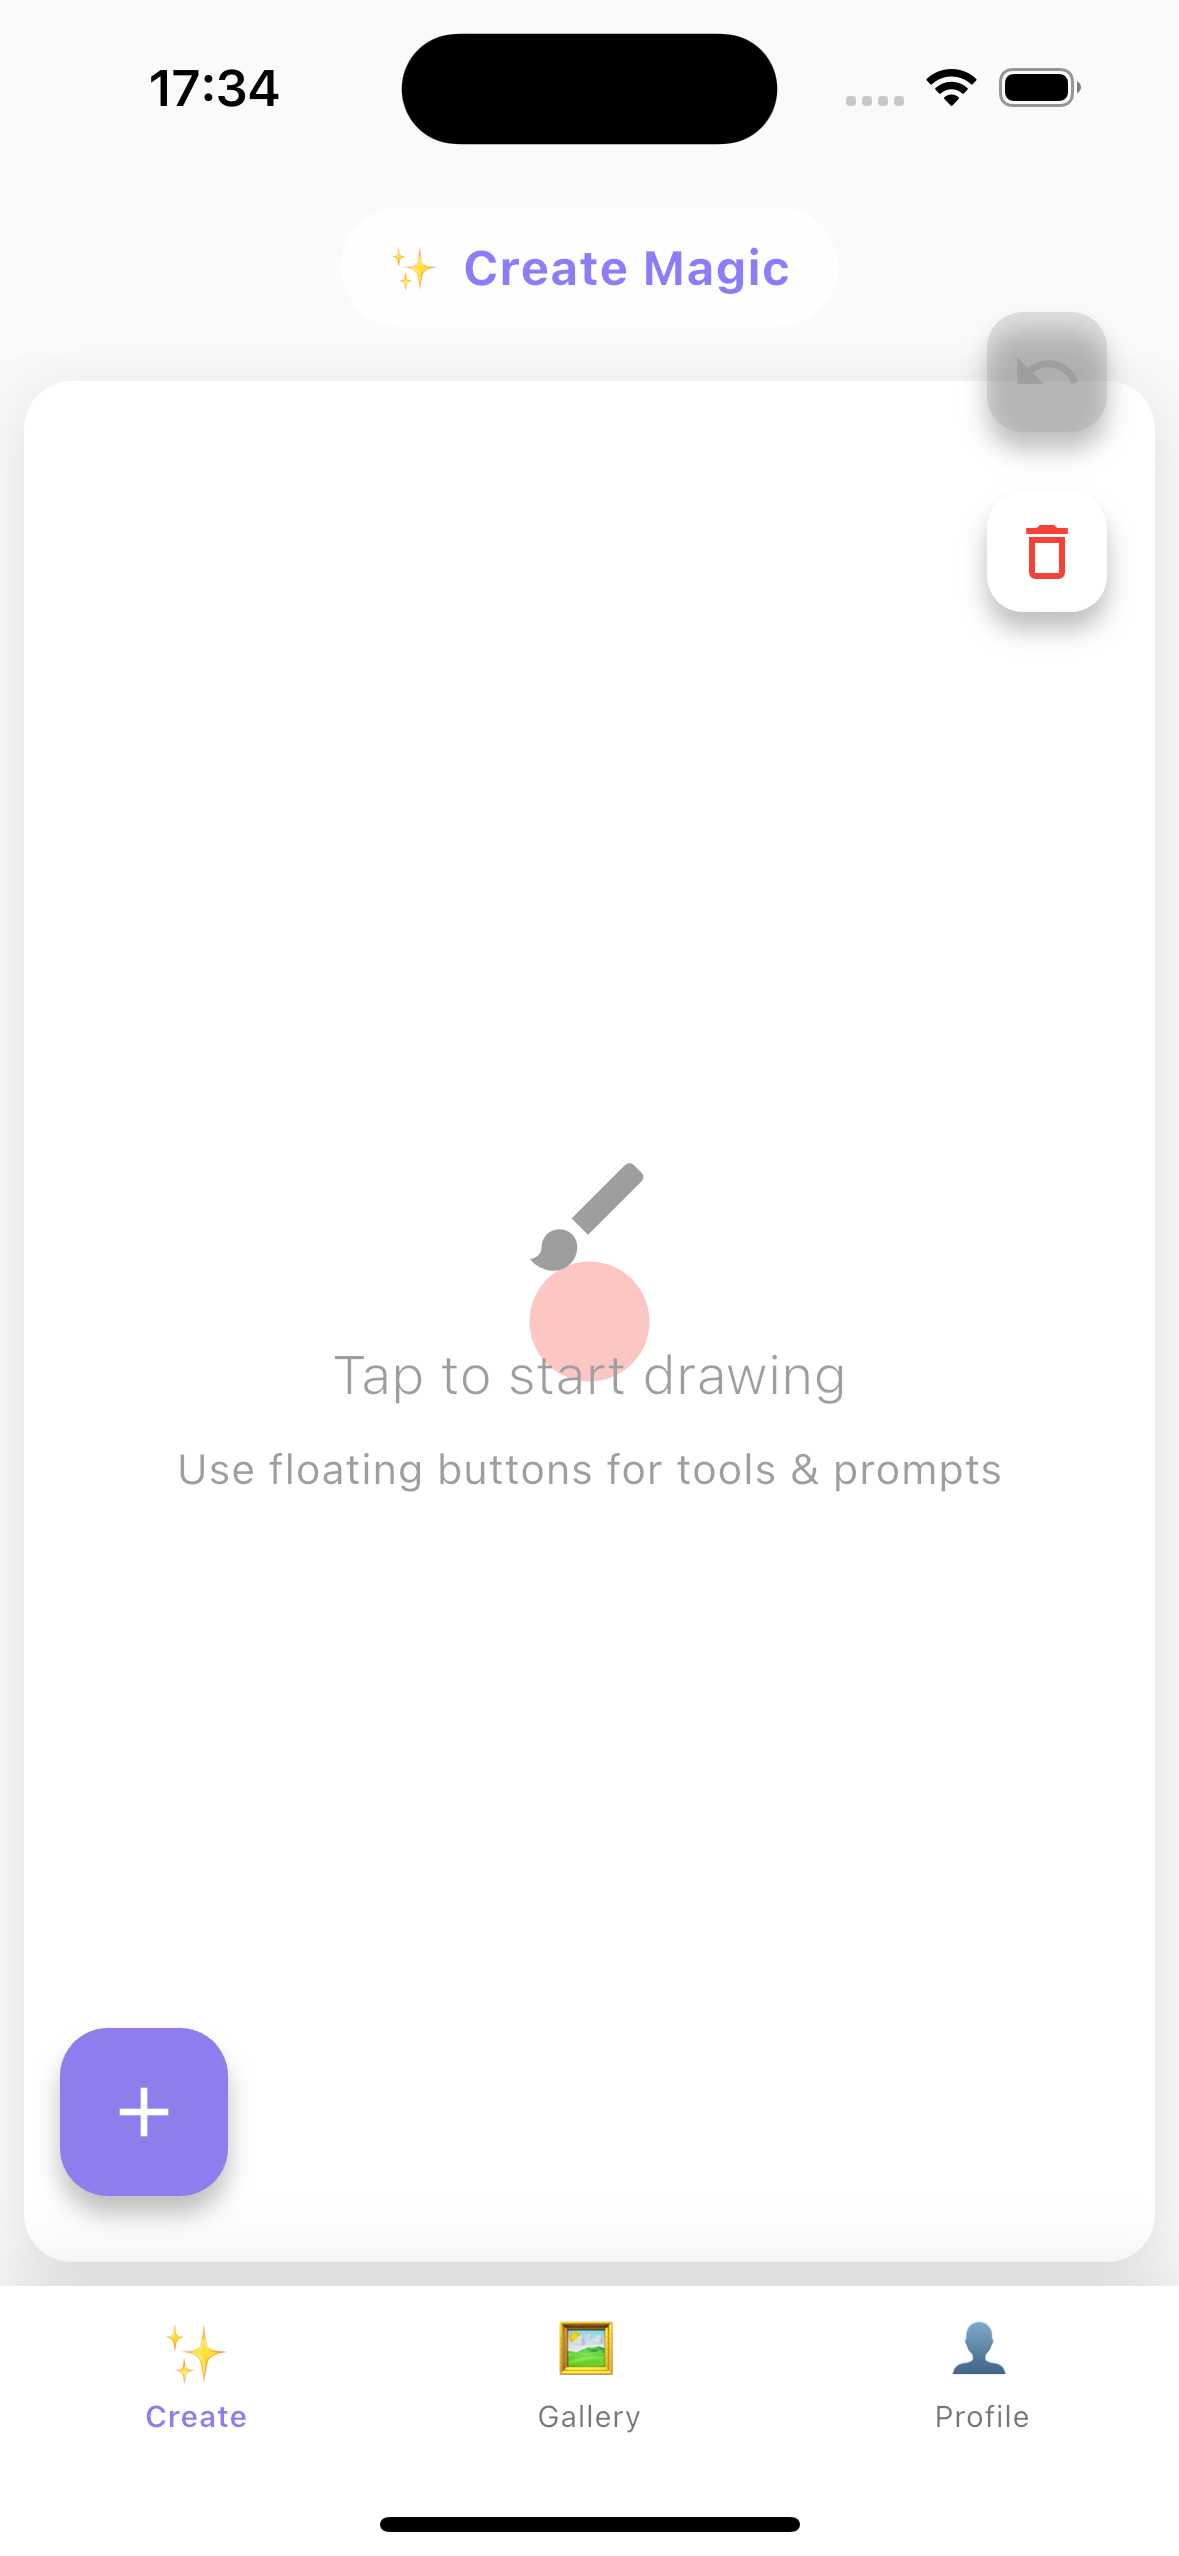 17:34
✨ Create Magic
Tap to start drawing
Use floating buttons for tools & prompts
Create
Gallery
Profile